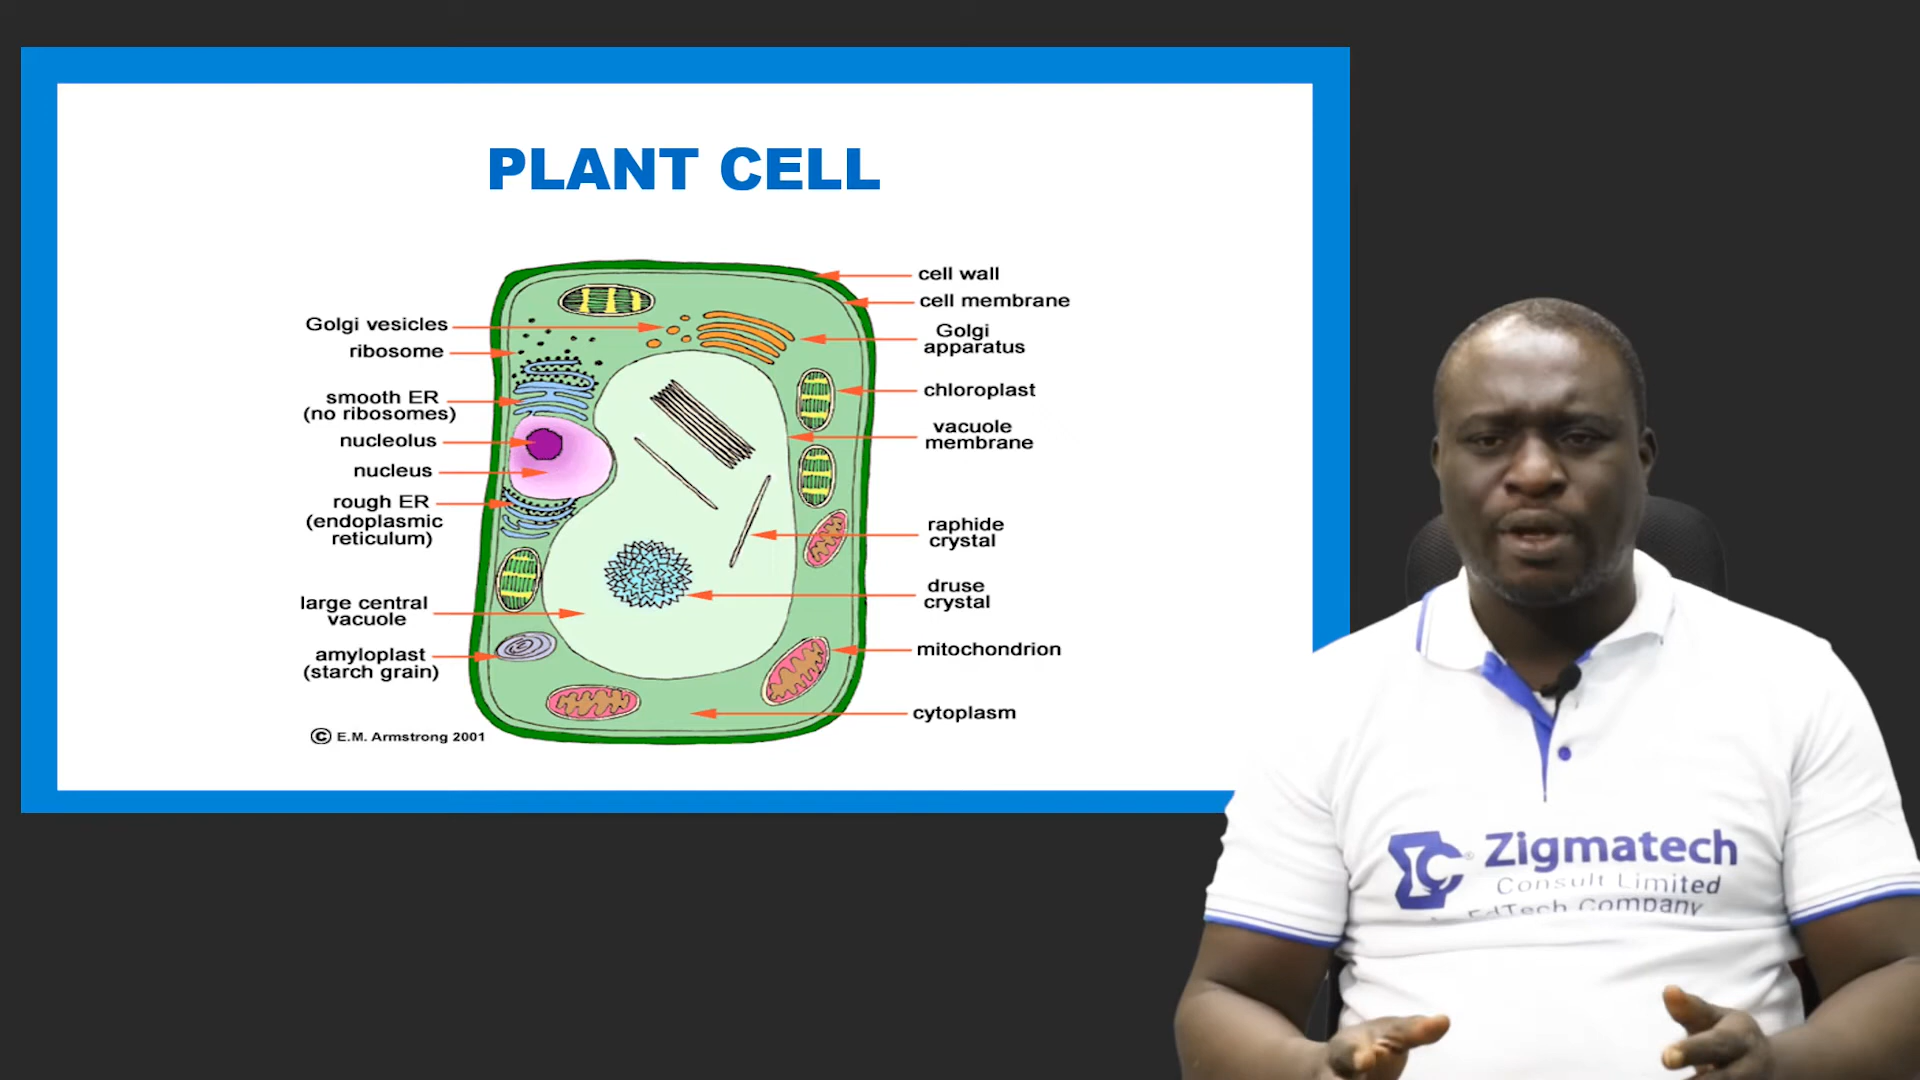 PLANT CELL
Golgi vesicles
ribosome
smooth ER
(no ribosomes)
nucleolus
nucleus
rough ER
(endoplasmic
reticulum)
large central
vacuole
amyloplast
(starch grain)
© E.M. Armstrong 2001
cell wall
cell membrane
Golgi
apparatus
chloroplast
vacuole
membrane
raphide
crystal
druse
crystal
mitochondrion
cytoplasm
Zigmatech
Consult Limited
EdTech Company